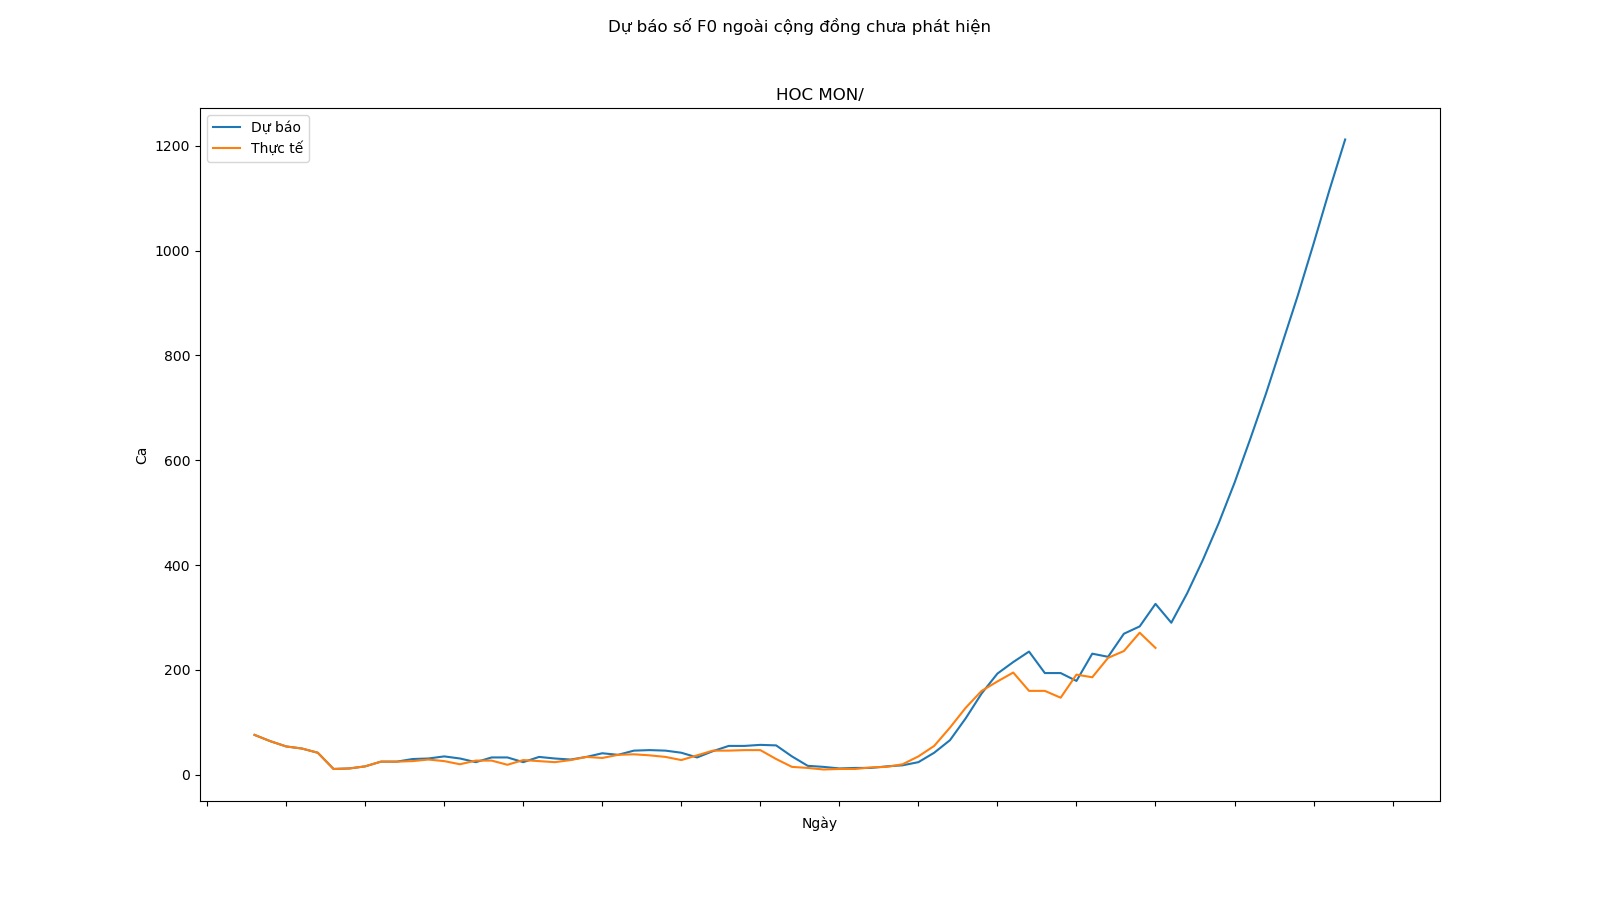 Dự báo số F0 ngoài cộng đồng chưa phát hiện
HOC MON/
Dự báo
Thực tế
1200
1000
800
600
400
200
0
Ca
Ngày